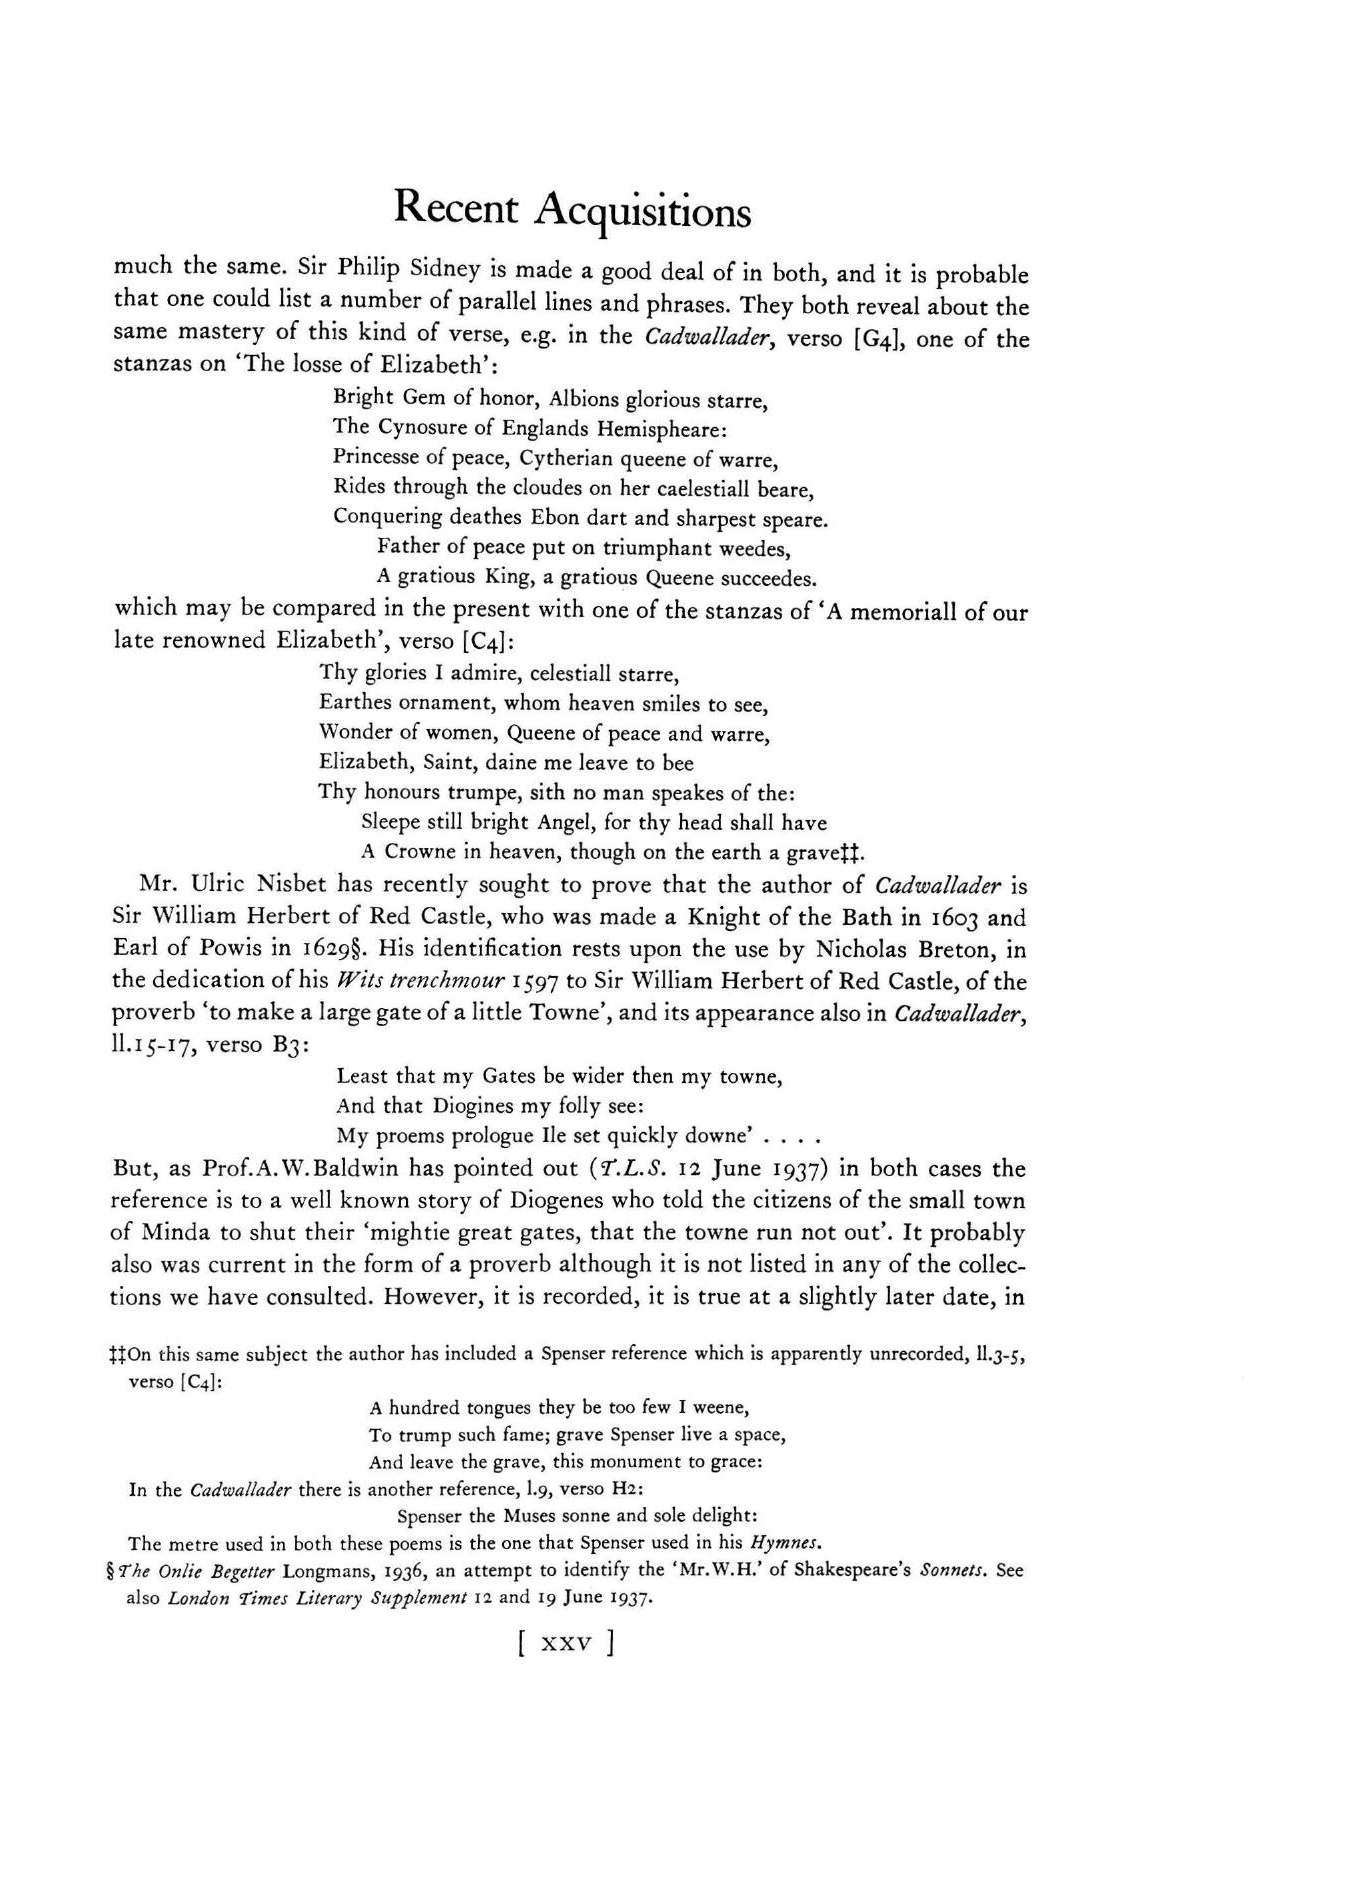 Recent Acquisitions
much the same. Sir Philip Sidney is made a good deal of in both, and it is probable
that one could list a number of parallel lines and phrases. They both reveal about the
same mastery of this kind of verse, e.g. in the Cadwallader, verso [G4], one of the
stanzas on ‘The losse of Elizabeth’:
Bright Gem of honor, Albions glorious starre,
The Cynosure of Englands Hemispheare:
Princesse of peace, Cytherian queene of warre,
Rides through the cloudes on her caelestiall beare,
Conquering deathes Ebon dart and sharpest speare.
Father of peace put on triumphant weedes,
A gratious King, a gratious Queene succeedes.
which may be compared in the present with one of the stanzas of ‘A memoriall of our
late renowned Elizabeth’, verso [C4]:
Thy glories I admire, celestiall starre,
Earthes ornament, whom heaven smiles to see,
Wonder of women, Queene of peace and warre,
Elizabeth, Saint, daine me leave to bee
Thy honours trumpe, sith no man speakes of the:
Sleepe still bright Angel, for thy head shall have
A Crowne in heaven, though on the earth a grave‡‡.
Mr. Ulric Nisbet has recently sought to prove that the author of Cadwallader is
Sir William Herbert of Red Castle, who was made a Knight of the Bath in 1603 and
Earl of Powis in 1629§. His identification rests upon the use by Nicholas Breton, in
the dedication of his Wits trenchmour 1597 to Sir William Herbert of Red Castle, of the
proverb ‘to make a large gate of a little Towne’, and its appearance also in Cadwallader,
ll.15-17, verso B3:
Least that my Gates be wider then my towne,
And that Diogines my folly see:
My proems prologue Ile set quickly downe’ . . . .
But, as Prof.A.W.Baldwin has pointed out (T.L.S. 12 June 1937) in both cases the
reference is to a well known story of Diogenes who told the citizens of the small town
of Minda to shut their ‘mightie great gates, that the towne run not out’. It probably
also was current in the form of a proverb although it is not listed in any of the collec-
tions we have consulted. However, it is recorded, it is true at a slightly later date, in
‡‡On this same subject the author has included a Spenser reference which is apparently unrecorded, ll.3-5,
verso [C4]:
A hundred tongues they be too few I weene,
To trump such fame; grave Spenser live a space,
And leave the grave, this monument to grace:
In the Cadwallader there is another reference, l.9, verso H2:
Spenser the Muses sonne and sole delight:
The metre used in both these poems is the one that Spenser used in his Hymnes.
§The Onlie Begetter Longmans, 1936, an attempt to identify the ‘Mr.W.H.’ of Shakespeare’s Sonnets. See
also London Times Literary Supplement 12 and 19 June 1937.
[ XXV ]